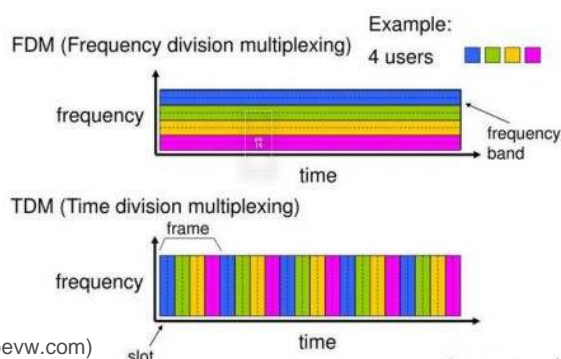 Example:
FDM (Frequency division multiplexing)
4 users
frequency
frequency
band
time
TDM (Time division multiplexing)
frame
frequency
evw.com)
slot
time